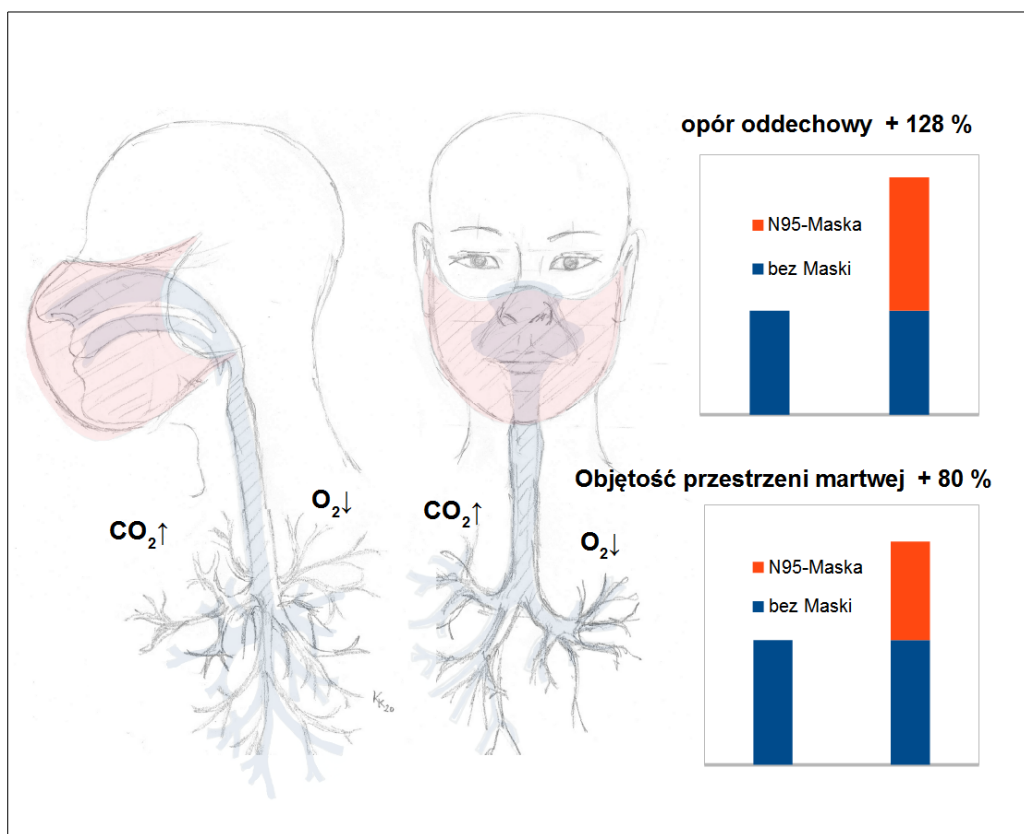 opór oddechowy + 128 %
N95-Maska
bez Maski
Objętość przestrzeni martwej + 80 %
N95-Maska
bez Maski
CO₂↑
O₂↓
CO₂↑
O₂↓
KK20